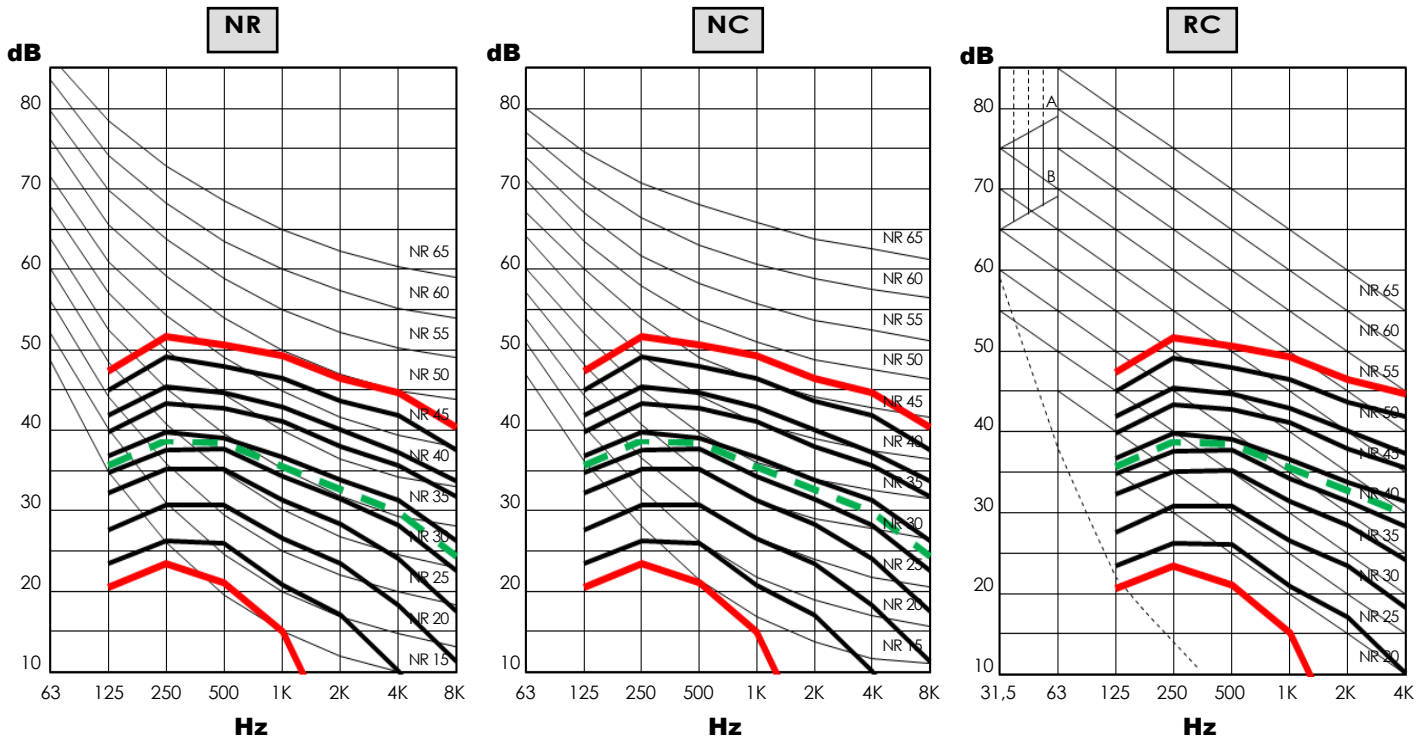 NR
dB
80
70
60
50
40
30
20
10
NR 65
NR 60
NR 55
NR 50
NR 45
NR 40
NR 35
NR 30
NR 25
NR 20
NR 15
63 125 250 500 1K 2K 4K 8K
Hz
NC
dB
80
70
60
50
40
30
20
10
NR 65
NR 60
NR 55
NR 50
NR 45
NR 40
NR 35
NR 30
NR 25
NR 20
NR 15
63 125 250 500 1K 2K 4K 8K
Hz
RC
dB
80
70
60
50
40
30
20
10
A
B
NR 65
NR 60
NR 55
NR 50
NR 45
NR 40
NR 35
NR 30
NR 25
NR 20
31,5 63 125 250 500 1K 2K 4K
Hz